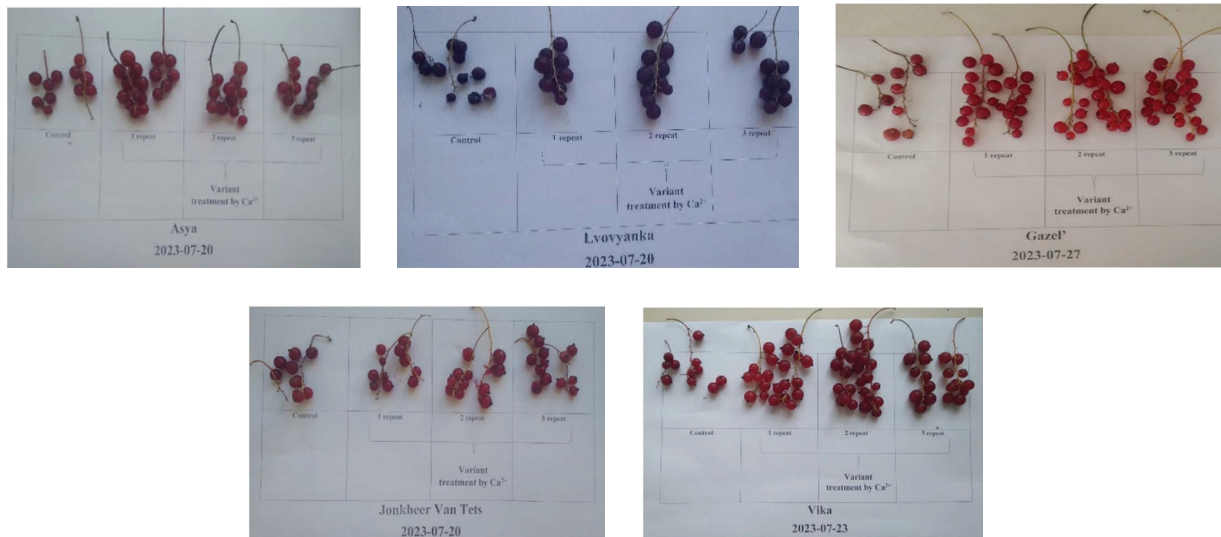 Control
1 repeat
2 repeat
3 repeat
Variant
treatment by Ca²⁺
Asya
2023-07-20
Control
1 repeat
2 repeat
3 repeat
Variant
treatment by Ca²⁺
Lvovyanka
2023-07-20
Control
1 repeat
2 repeat
3 repeat
Variant
treatment by Ca²⁺
Gazel’
2023-07-27
Control
1 repeat
2 repeat
3 repeat
Variant
treatment by Ca²⁺
Jonkheer Van Tets
2023-07-20
Control
1 repeat
2 repeat
3 repeat
Variant
treatment by Ca²⁺
Vika
2023-07-23